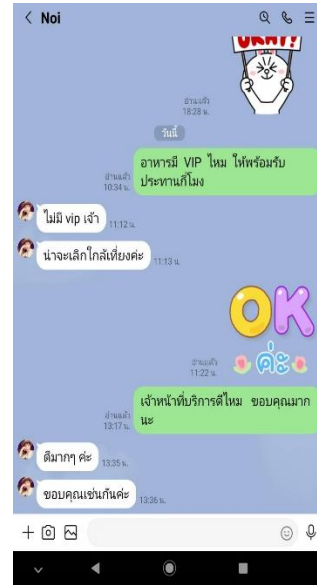 Noi
OKAY!
อ่านแล้ว
18:28 น.
วันนี้
อาหารมี VIP ไหม ให้พร้อมรับ
ประทานกี่โมง
อ่านแล้ว
10:34 น.
ไม่มี vip เจ้า
11:12 น.
น่าจะเลิกใกล้เที่ยงค่ะ
11:13 น.
OK
ค่ะ
อ่านแล้ว
11:22 น.
เจ้าหน้าที่บริการดีไหม ขอบคุณมาก
นะ
อ่านแล้ว
13:17 น.
ดีมากๆ ค่ะ
13:35 น.
ขอบคุณเช่นกันค่ะ
13:36 น.